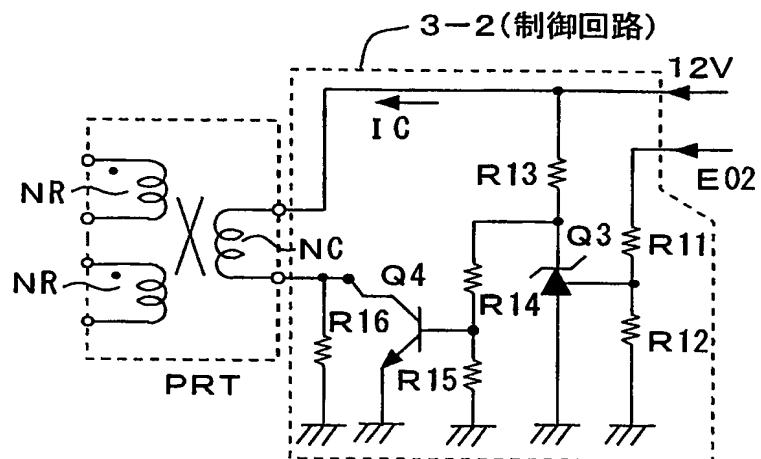 3-2(制御回路)
12V
IC
R13
E02
NR
Q3
R11
NC
Q4
NR
R14
R16
R12
R15
PRT